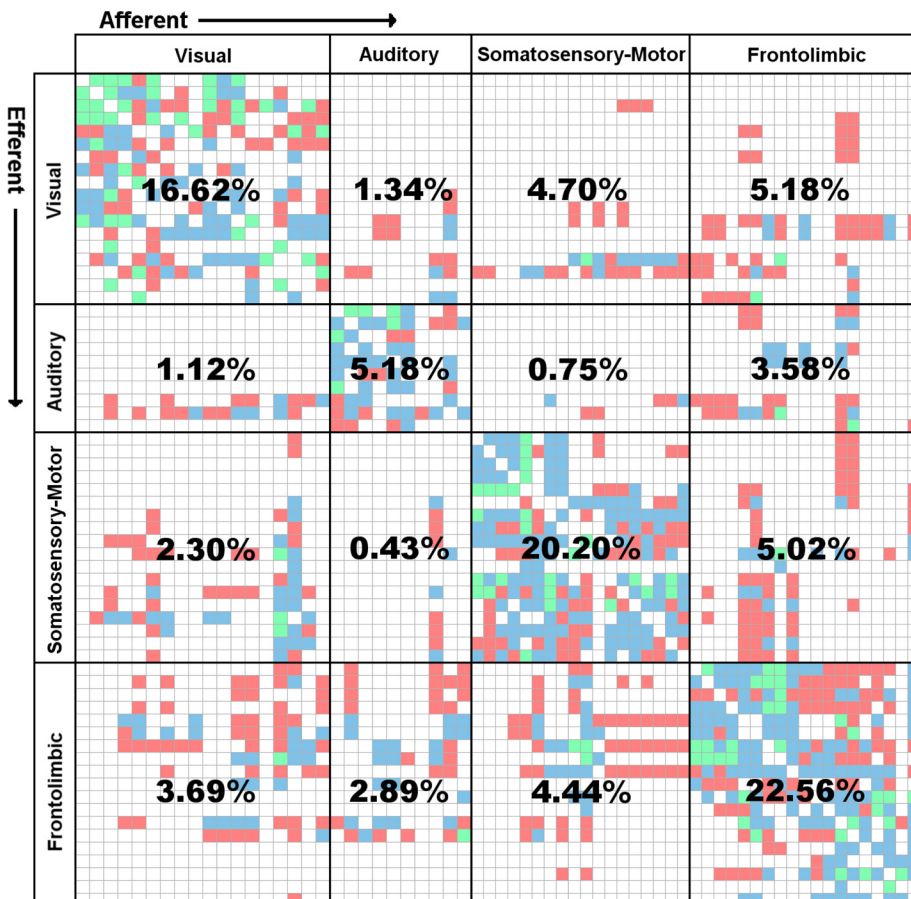 Afferent
Visual Auditory Somatosensory-Motor Frontolimbic
Efferent
Visual
16.62% 1.34% 4.70% 5.18%
Auditory
1.12% 5.18% 0.75% 3.58%
Somatosensory-Motor
2.30% 0.43% 20.20% 5.02%
Frontolimbic
3.69% 2.89% 4.44% 22.56%